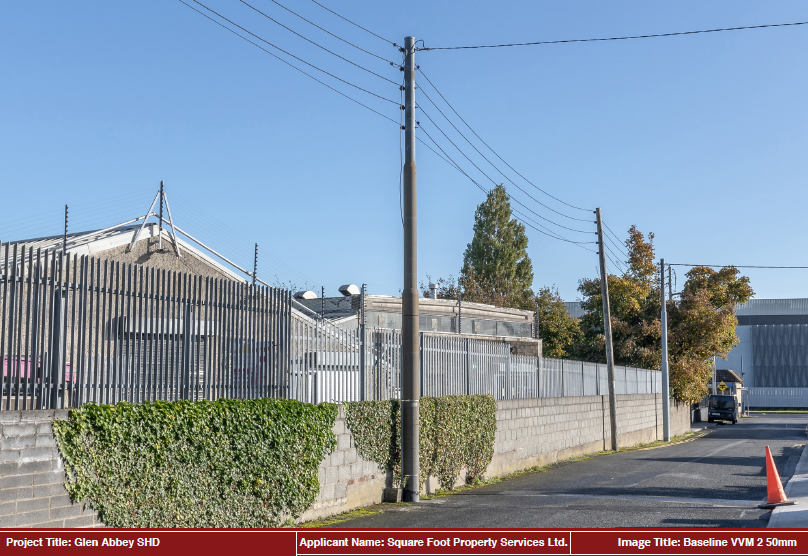 Project Title: Glen Abbey SHD
Applicant Name: Square Foot Property Services Ltd.
Image Title: Baseline VVM 2 50mm